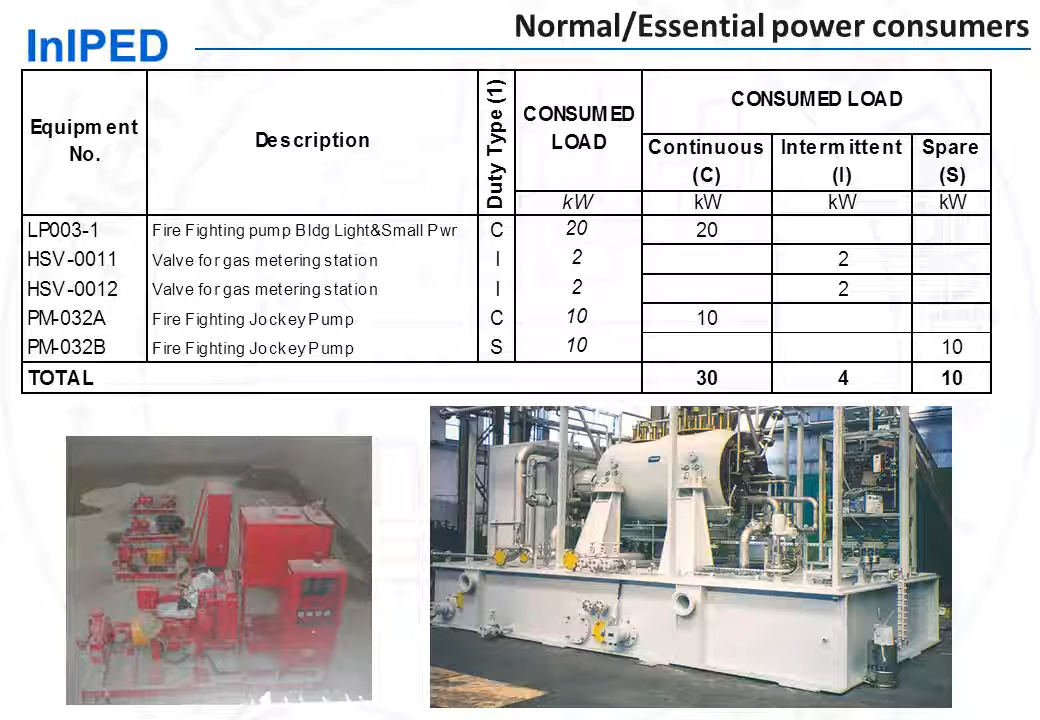 Normal/Essential power consumers
InIPED
Equipment No.
Description
Duty Type (1)
CONSUMED LOAD
CONSUMED LOAD
Continuous (C)
Intermittent (I)
Spare (S)
kW kW kW kW
LP003-1 Fire Fighting pump Bldg Light&Small Pwr C 20 20
HSV-0011 Valve for gas metering station I 2 2
HSV-0012 Valve for gas metering station I 2 2
PM-032A Fire Fighting Jockey Pump C 10 10
PM-032B Fire Fighting Jockey Pump S 10 10
TOTAL 30 4 10